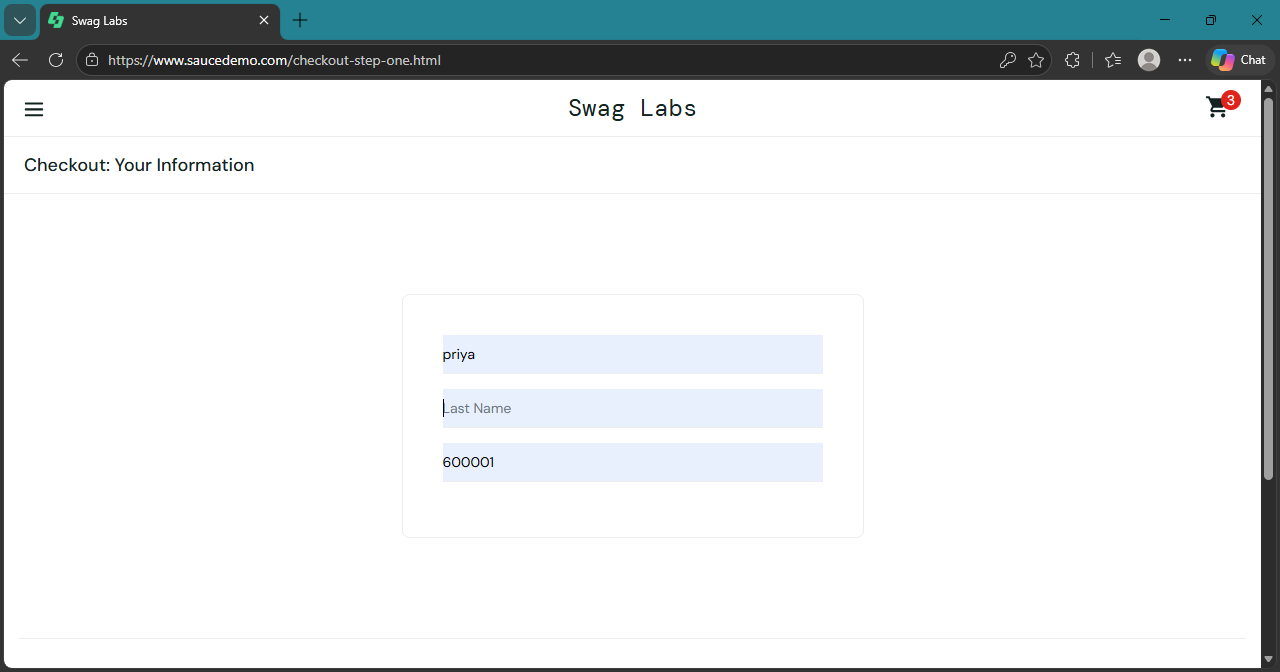 Swag Labs
https://www.saucedemo.com/checkout-step-one.html
Chat
Swag Labs
3
Checkout: Your Information
priya
Last Name
600001